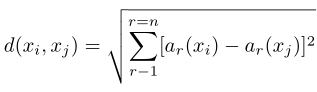 d(x_i, x_j) = \sqrt{\sum_{r-1}^{r=n} [a_r(x_i) - a_r(x_j)]^2}